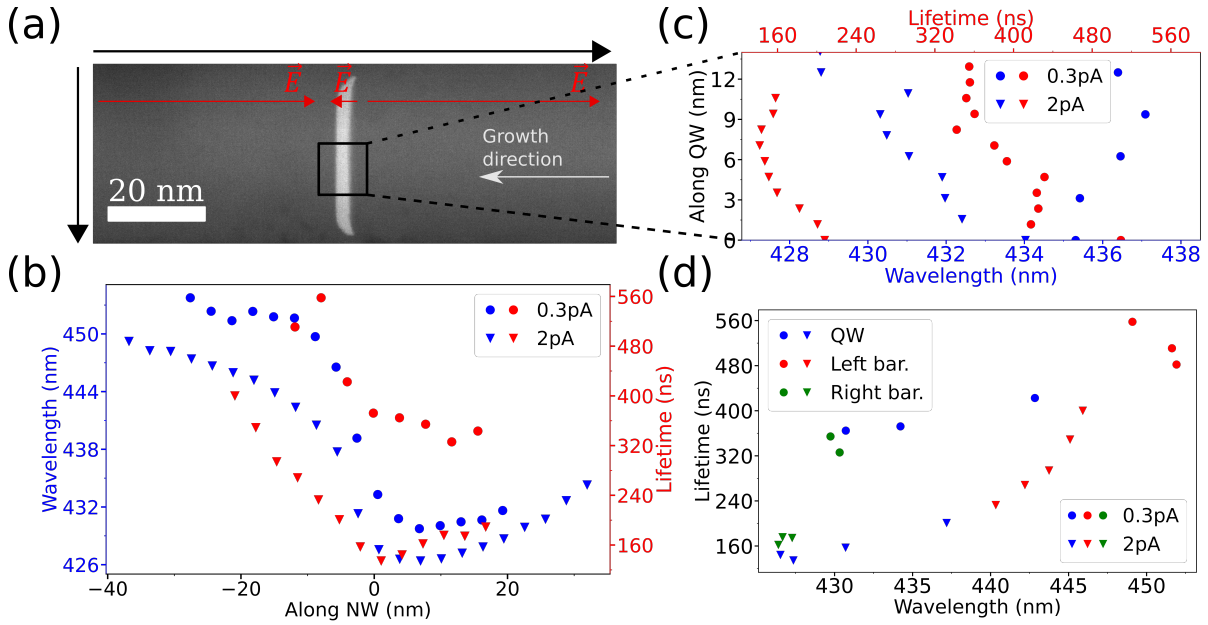 (a)
E E E
Growth
direction
20 nm
(c)
Lifetime (ns)
160 240 320 400 480 560
Along QW (nm)
12
9
6
3
0
0.3pA
2pA
428 430 432 434 436 438
Wavelength (nm)
(b)
Wavelength (nm)
450
444
438
432
426
0.3pA
2pA
560
480
400
320
240
160
Lifetime (ns)
−40 −20 0 20
Along NW (nm)
(d)
Lifetime (ns)
560
480
400
320
240
160
QW
Left bar.
Right bar.
0.3pA
2pA
430 435 440 445 450
Wavelength (nm)